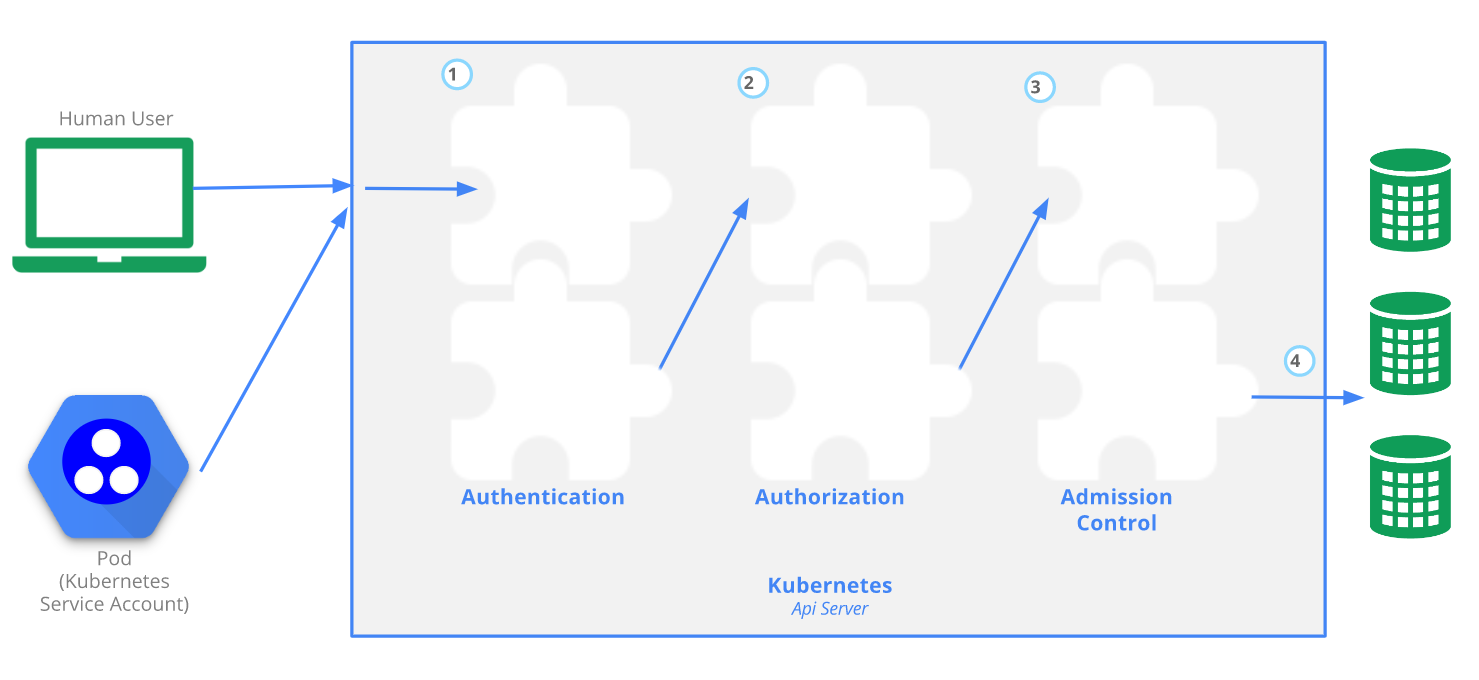 1
2
3
Human User
4
Authentication
Authorization
Admission
Control
Pod
(Kubernetes
Service Account)
Kubernetes
Api Server